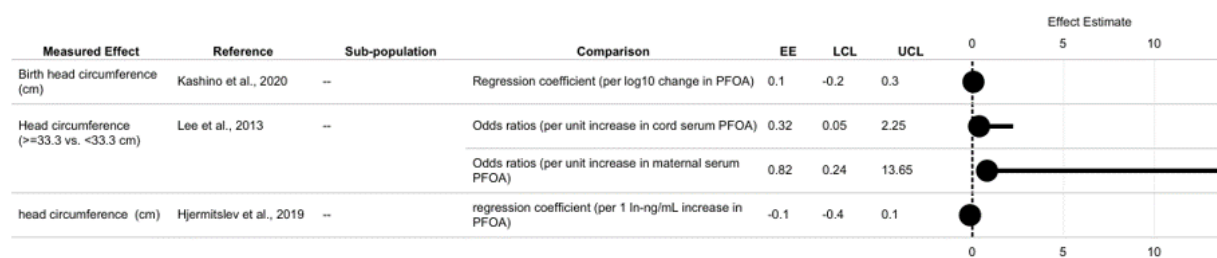 Effect Estimate
Measured Effect Reference Sub-population Comparison EE LCL UCL 0 5 10
Birth head circumference (cm) Kashino et al., 2020 -- Regression coefficient (per log10 change in PFOA) 0.1 -0.2 0.3
Head circumference (>=33.3 vs. <33.3 cm) Lee et al., 2013 -- Odds ratios (per unit increase in cord serum PFOA) 0.32 0.05 2.25
Odds ratios (per unit increase in maternal serum PFOA) 0.82 0.24 13.65
head circumference (cm) Hjermitslev et al., 2019 -- regression coefficient (per 1 ln-ng/mL increase in PFOA) -0.1 -0.4 0.1
0 5 10